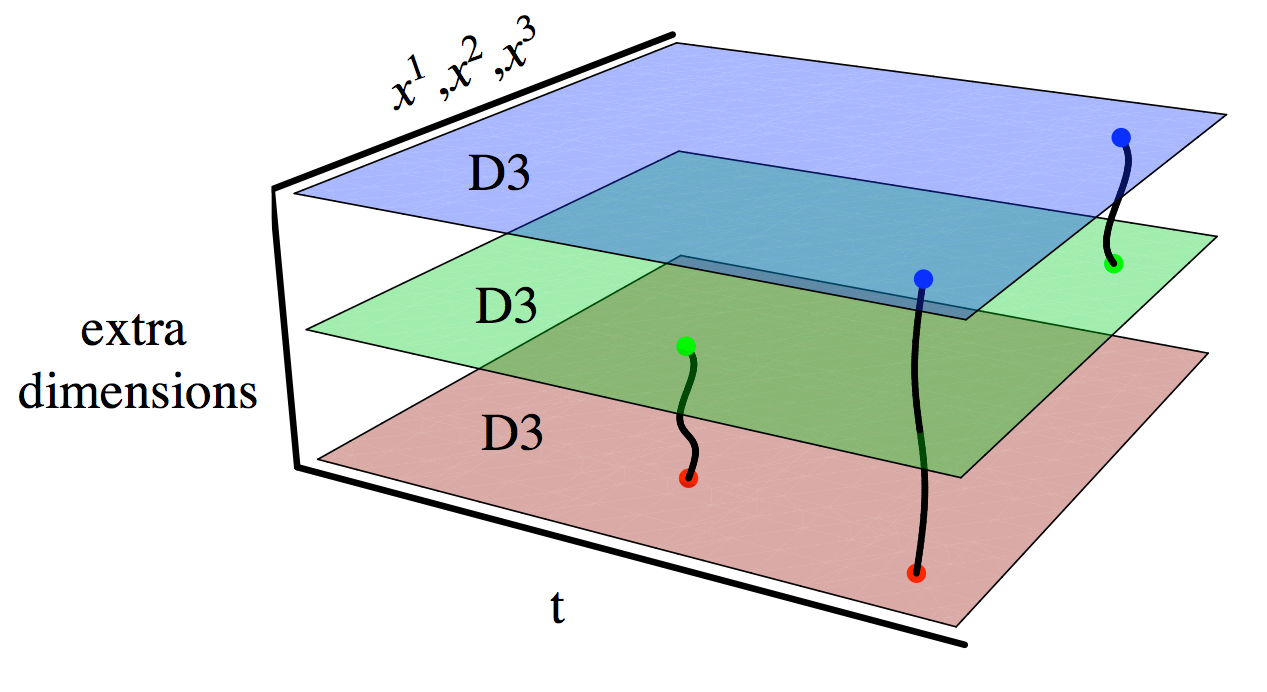 x¹,x²,x³
D3
D3
extra
dimensions
D3
t